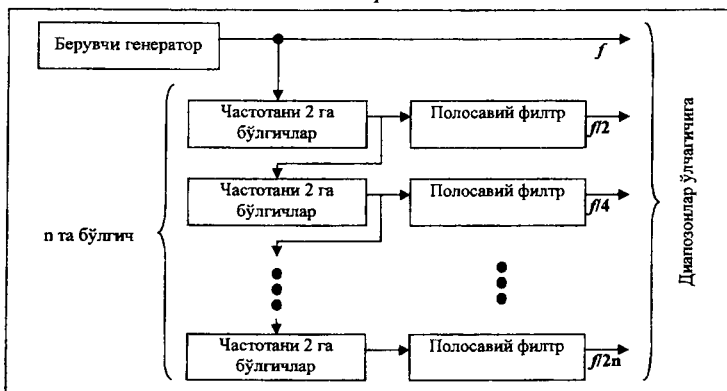 Берувчи генератор
f
Частотани 2 га
бўлгичлар
Полосавий филтр
f/2
Частотани 2 га
бўлгичлар
Полосавий филтр
f/4
n та бўлгич
Частотани 2 га
бўлгичлар
Полосавий филтр
f/2n
Диапозонлар ўлчагичига